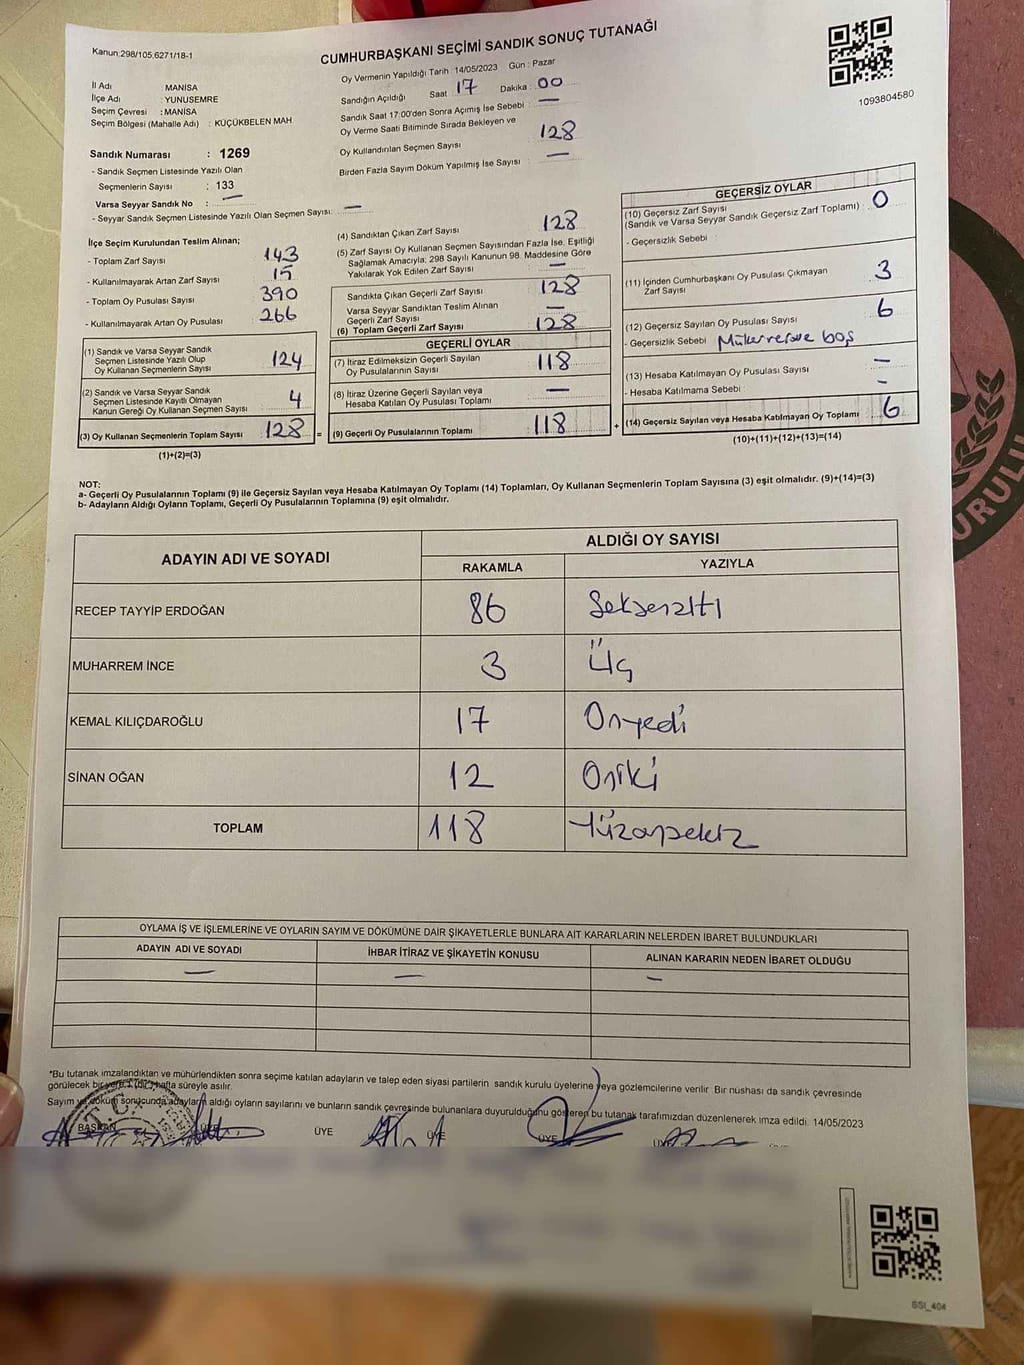 Kanun:298/105,6271/18-1
CUMHURBAŞKANI SEÇİMİ SANDIK SONUÇ TUTANAĞI
1093804580
İl Adı : MANİSA
İlçe Adı : YUNUSEMRE
Seçim Çevresi : MANİSA
Seçim Bölgesi (Mahalle Adı) : KÜÇÜKBELEN MAH.
Oy Vermenin Yapıldığı Tarih : 14/05/2023 Gün : Pazar
Sandığın Açıldığı Saat 17 Dakika : 00
Sandık Saat 17:00'den Sonra Açımış İse Sebebi : —
Oy Verme Saati Bitiminde Sırada Bekleyen ve
Oy Kullandırılan Seçmen Sayısı 128
Birden Fazla Sayım Döküm Yapılmış İse Sayısı —
Sandık Numarası : 1269
- Sandık Seçmen Listesinde Yazılı Olan
Seçmenlerin Sayısı : 133
Varsa Seyyar Sandık No : —
- Seyyar Sandık Seçmen Listesinde Yazılı Olan Seçmen Sayısı: —
İlçe Seçim Kurulundan Teslim Alınan;
- Toplam Zarf Sayısı 143
- Kullanılmayarak Artan Zarf Sayısı 15
- Toplam Oy Pusulası Sayısı 390
- Kullanılmayarak Artan Oy Pusulası 266
(1) Sandık ve Varsa Seyyar Sandık
Seçmen Listesinde Yazılı Olup
Oy Kullanan Seçmenlerin Sayısı 124
(2) Sandık ve Varsa Seyyar Sandık
Seçmen Listesinde Kayıtlı Olmayan
Kanun Gereği Oy Kullanan Seçmen Sayısı 4
(3) Oy Kullanan Seçmenlerin Toplam Sayısı 128 =
(1)+(2)=(3)
(4) Sandıktan Çıkan Zarf Sayısı 128
(5) Zarf Sayısı Oy Kullanan Seçmen Sayısından Fazla İse, Eşitliği
Sağlamak Amacıyla; 298 Sayılı Kanunun 98. Maddesine Göre
Yakılarak Yok Edilen Zarf Sayısı —
Sandıkta Çıkan Geçerli Zarf Sayısı 128
Varsa Seyyar Sandıktan Teslim Alınan
Geçerli Zarf Sayısı —
(6) Toplam Geçerli Zarf Sayısı 128
GEÇERLİ OYLAR
(7) İtiraz Edilmeksizin Geçerli Sayılan
Oy Pusulalarının Sayısı 118
(8) İtiraz Üzerine Geçerli Sayılan veya
Hesaba Katılan Oy Pusulası Toplamı —
(9) Geçerli Oy Pusulalarının Toplamı 118 +
GEÇERSİZ OYLAR
(10) Geçersiz Zarf Sayısı
(Sandık ve Varsa Seyyar Sandık Geçersiz Zarf Toplamı) : 0
- Geçersizlik Sebebi :
(11) İçinden Cumhurbaşkanı Oy Pusulası Çıkmayan
Zarf Sayısı 3
(12) Geçersiz Sayılan Oy Pusulası Sayısı 6
- Geçersizlik Sebebi Mükerrer ve boş
(13) Hesaba Katılmayan Oy Pusulası Sayısı —
- Hesaba Katılmama Sebebi : -
(14) Geçersiz Sayılan veya Hesaba Katılmayan Oy Toplamı 6
(10)+(11)+(12)+(13)=(14)
NOT:
a- Geçerli Oy Pusulalarının Toplamı (9) ile Geçersiz Sayılan veya Hesaba Katılmayan Oy Toplamı (14) Toplamları, Oy Kullanan Seçmenlerin Toplam Sayısına (3) eşit olmalıdır. (9)+(14)=(3)
b- Adayların Aldığı Oyların Toplamı, Geçerli Oy Pusulalarının Toplamına (9) eşit olmalıdır.
URULU
ADAYIN ADI VE SOYADI
ALDIĞI OY SAYISI
RAKAMLA YAZIYLA
RECEP TAYYİP ERDOĞAN 86 Seksenaltı
MUHARREM İNCE 3 Üç
KEMAL KILIÇDAROĞLU 17 Onyedi
SİNAN OĞAN 12 Oniki
TOPLAM 118 Yüzonsekiz
OYLAMA İŞ VE İŞLEMLERİNE VE OYLARIN SAYIM VE DÖKÜMÜNE DAİR ŞİKAYETLERLE BUNLARA AİT KARARLARIN NELERDEN İBARET BULUNDUKLARI
ADAYIN ADI VE SOYADI İHBAR İTİRAZ VE ŞİKAYETİN KONUSU ALINAN KARARIN NEDEN İBARET OLDUĞU
— — —
*Bu tutanak imzalandıktan ve mühürlendikten sonra seçime katılan adayların ve talep eden siyasi partilerin sandık kurulu üyelerine veya gözlemcilerine verilir. Bir nüshası da sandık çevresinde
görülecek bir yere 1 (bir) hafta süreyle asılır.
Sayım ve döküm sonucunda adayların aldığı oyların sayılarını ve bunların sandık çevresinde bulunanlara duyurulduğunu gösteren bu tutanak tarafımızdan düzenlenerek imza edildi. 14/05/2023
BAŞKAN ÜYE ÜYE ÜYE ÜYE ÜYE
T.C.
SSI_404